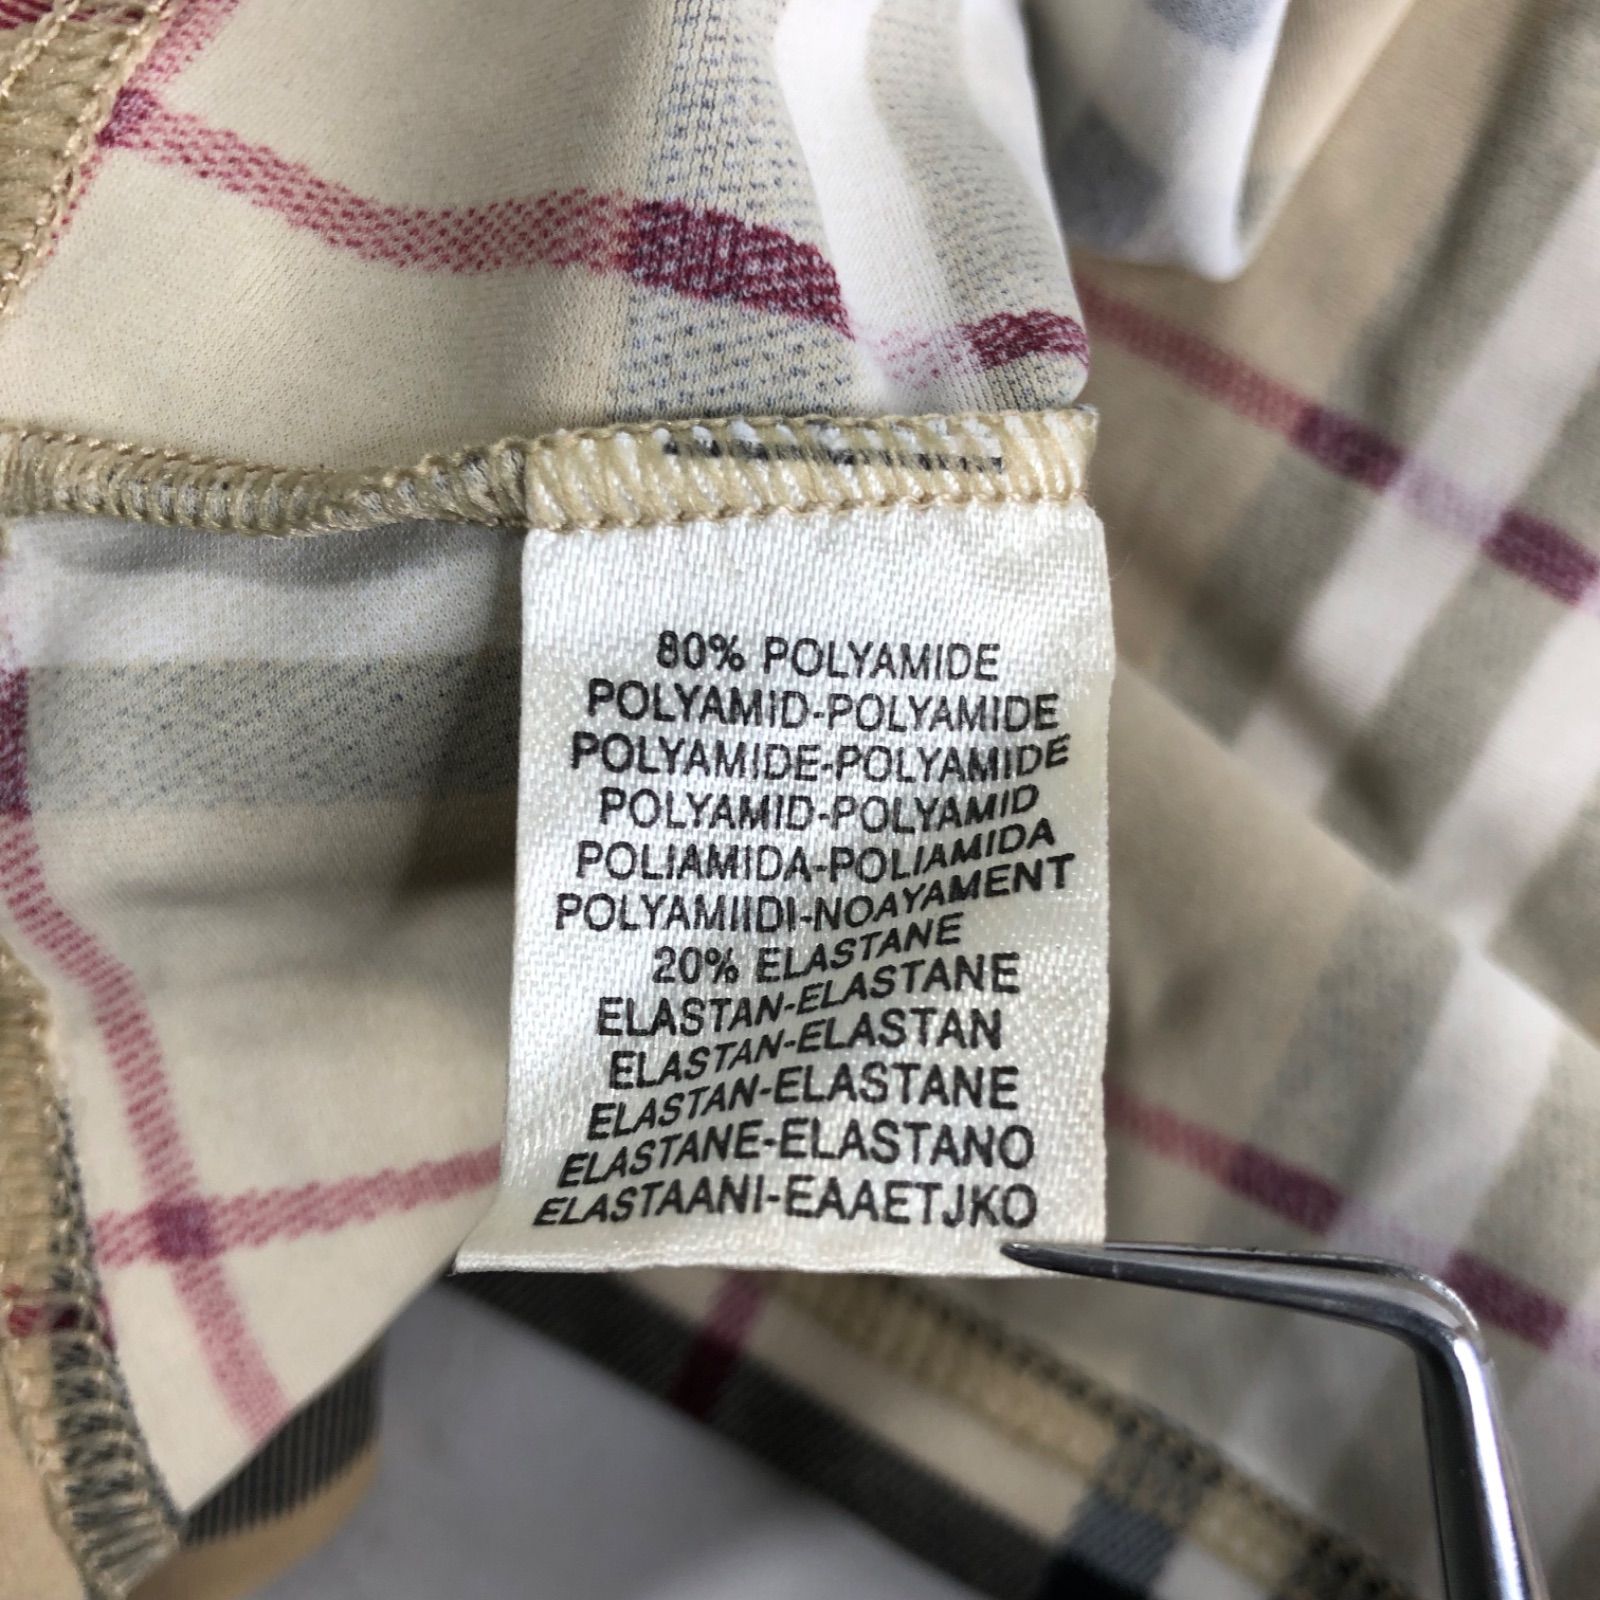 80% POLYAMIDE
POLYAMID-POLYAMIDE
POLYAMIDE-POLYAMIDE
POLYAMID-POLYAMID
POLIAMIDA-POLIAMIDA
POLYAMIIDI-NOAYAMENT
20% ELASTANE
ELASTAN-ELASTANE
ELASTAN-ELASTAN
ELASTAN-ELASTANE
ELASTANE-ELASTANO
ELASTAANI-EAAETJKO